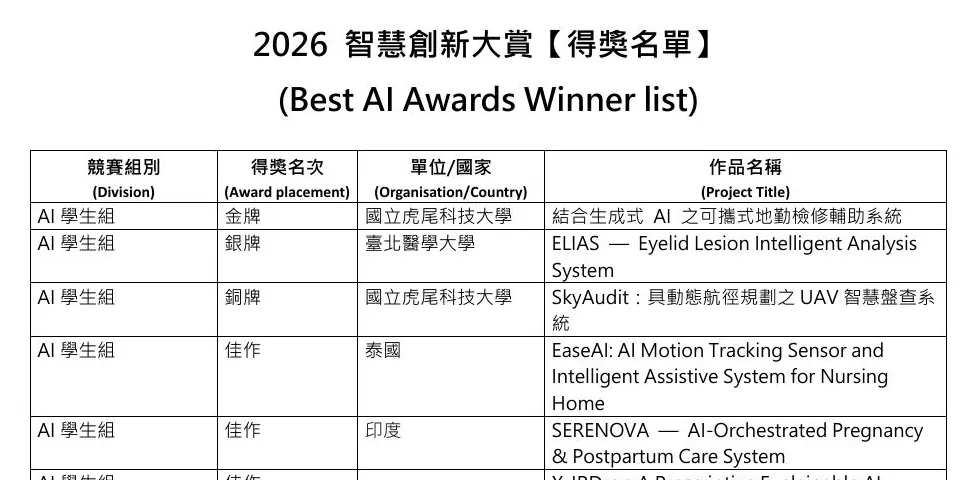 2026 智慧創新大賞【得獎名單】
(Best AI Awards Winner list)
競賽組別 得獎名次 單位/國家 作品名稱
(Division) (Award placement) (Organisation/Country) (Project Title)
AI 學生組 金牌 國立虎尾科技大學 結合生成式 AI 之可攜式地勤檢修輔助系統
AI 學生組 銀牌 臺北醫學大學 ELIAS — Eyelid Lesion Intelligent Analysis
System
AI 學生組 銅牌 國立虎尾科技大學 SkyAudit：具動態航徑規劃之 UAV 智慧盤查系
統
AI 學生組 佳作 泰國 EaseAI: AI Motion Tracking Sensor and
Intelligent Assistive System for Nursing
Home
AI 學生組 佳作 印度 SERENOVA — AI-Orchestrated Pregnancy
& Postpartum Care System
AI 學生組 佳作